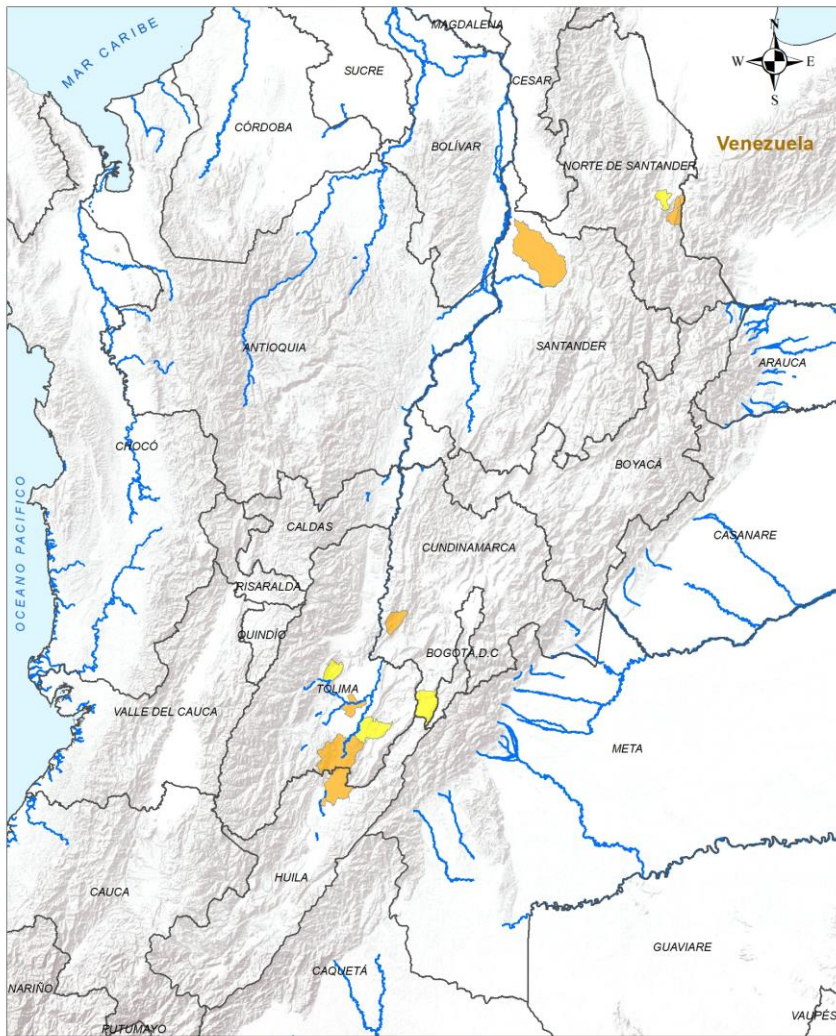 MAGDALENA
N
MAR CARIBE
W
E
SUCRE
CESAR
S
CÓRDOBA
Venezuela
BOLÍVAR
NORTE DE SANTANDER
ANTIOQUIA
SANTANDER
ARAUCA
CHOCÓ
BOYACÁ
OCEANO PACIFICO
CALDAS
CASANARE
CUNDINAMARCA
RISARALDA
QUINDÍO
BOGOTÁ, D.C
TOLIMA
VALLE DEL CAUCA
META
HUILA
CAUCA
GUAVIARE
CAQUETÁ
NARIÑO
VAUPÉS
PUTUMAYO